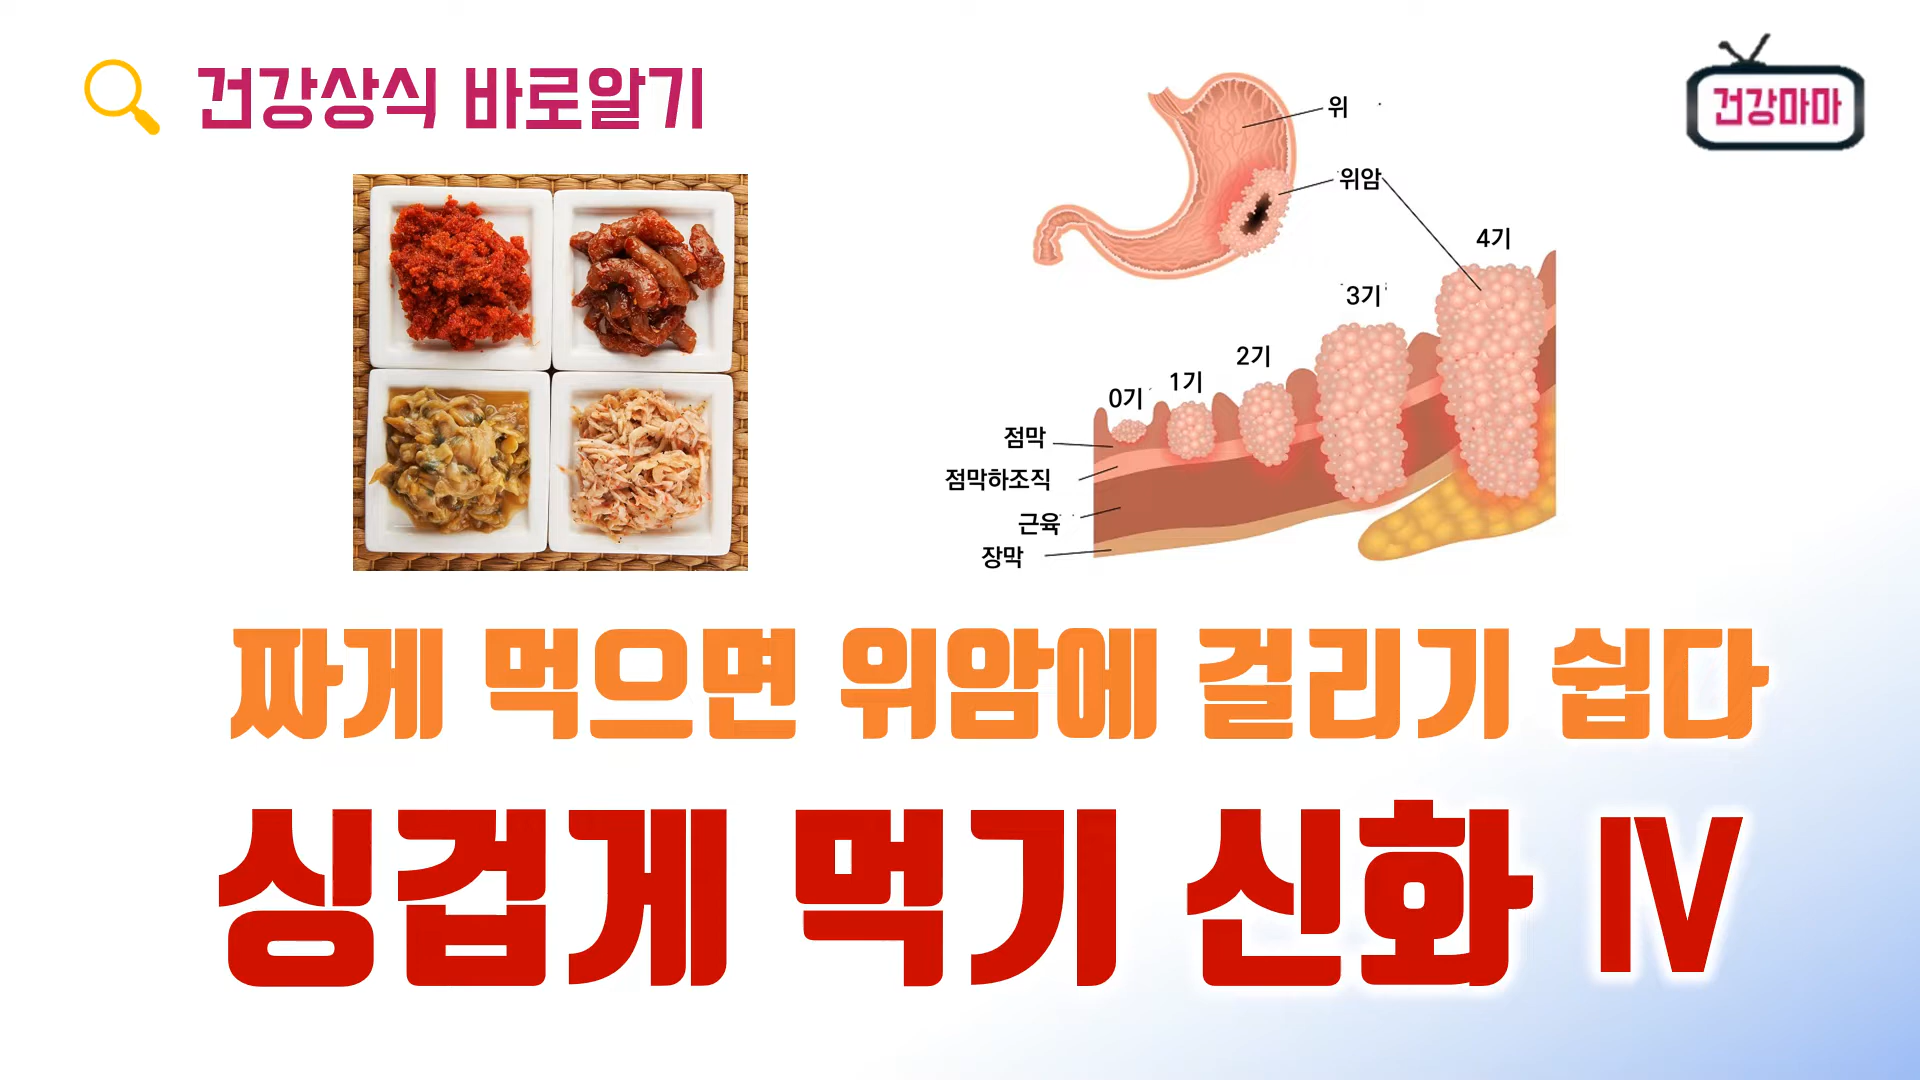 건강상식 바로알기
건강마마
위
위암
4기
3기
2기
1기
0기
점막
점막하조직
근육
장막
짜게 먹으면 위암에 걸리기 쉽다
싱겁게 먹기 신화 Ⅳ